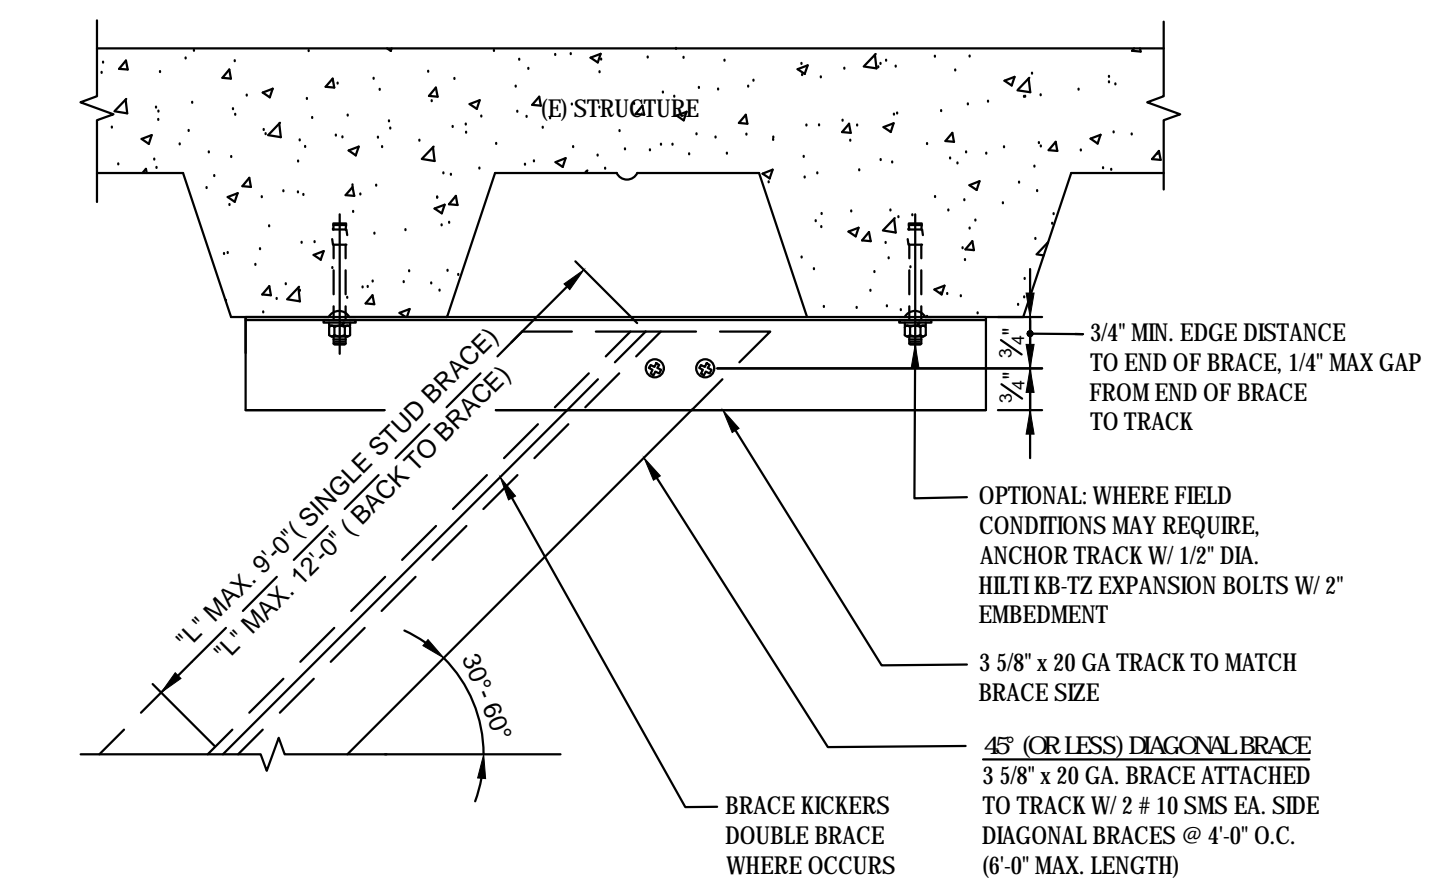 (E) STRUCTURE
"L" MAX. 9'-0"( SINGLE STUD BRACE)
"L" MAX. 12'-0" ( BACK TO BRACE)
3/4"
3/4"
3/4" MIN. EDGE DISTANCE
TO END OF BRACE, 1/4" MAX GAP
FROM END OF BRACE
TO TRACK
OPTIONAL: WHERE FIELD
CONDITIONS MAY REQUIRE,
ANCHOR TRACK W/ 1/2" DIA.
HILTI KB-TZ EXPANSION BOLTS W/ 2"
EMBEDMENT
3 5/8" x 20 GA TRACK TO MATCH
BRACE SIZE
30°- 60°
45° (OR LESS) DIAGONAL BRACE
3 5/8" x 20 GA. BRACE ATTACHED
TO TRACK W/ 2 # 10 SMS EA. SIDE
DIAGONAL BRACES @ 4'-0" O.C.
(6'-0" MAX. LENGTH)
BRACE KICKERS
DOUBLE BRACE
WHERE OCCURS